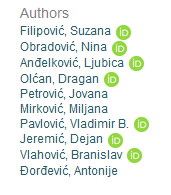 Authors
Filipović, Suzana iD
Obradović, Nina iD
Anđelković, Ljubica iD
Olćan, Dragan iD
Petrović, Jovana
Mirković, Miljana
Pavlović, Vladimir B. iD
Jeremić, Dejan iD
Vlahović, Branislav iD
Đorđević, Antonije